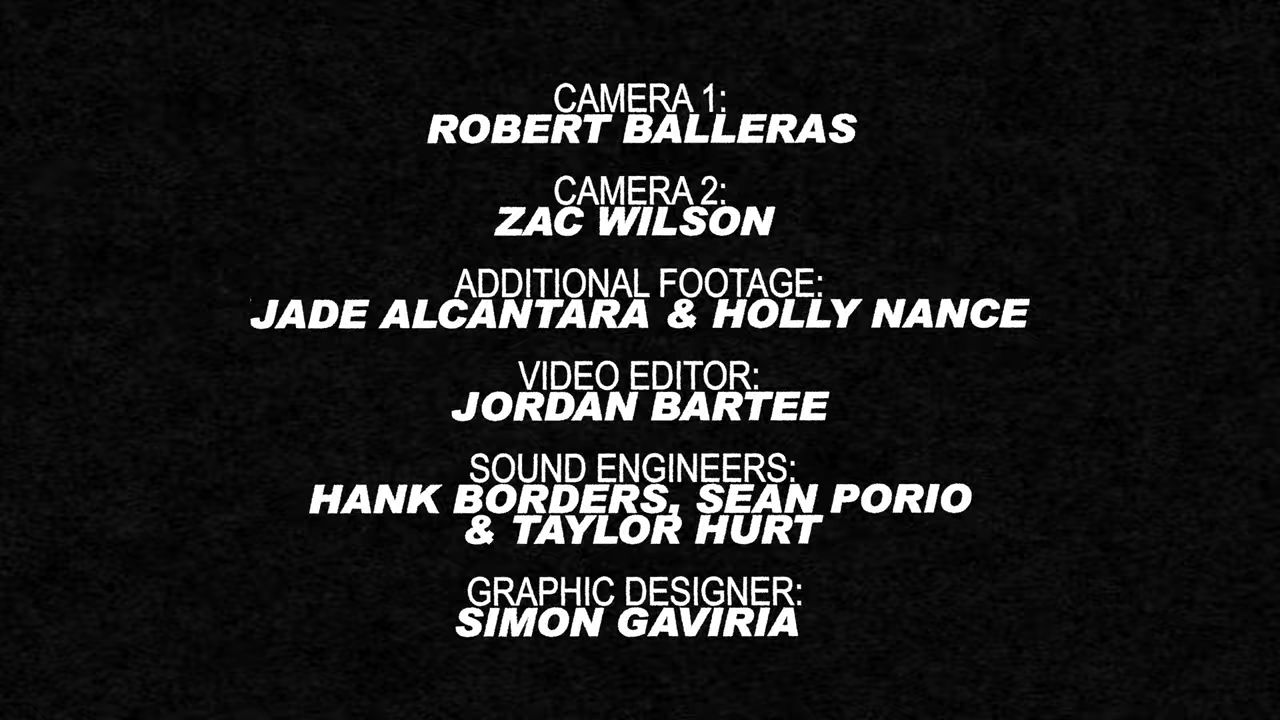 CAMERA 1:
ROBERT BALLERAS
CAMERA 2:
ZAC WILSON
ADDITIONAL FOOTAGE:
JADE ALCANTARA & HOLLY NANCE
VIDEO EDITOR:
JORDAN BARTEE
SOUND ENGINEERS:
HANK BORDERS, SEAN PORIO
& TAYLOR HURT
GRAPHIC DESIGNER:
SIMON GAVIRIA